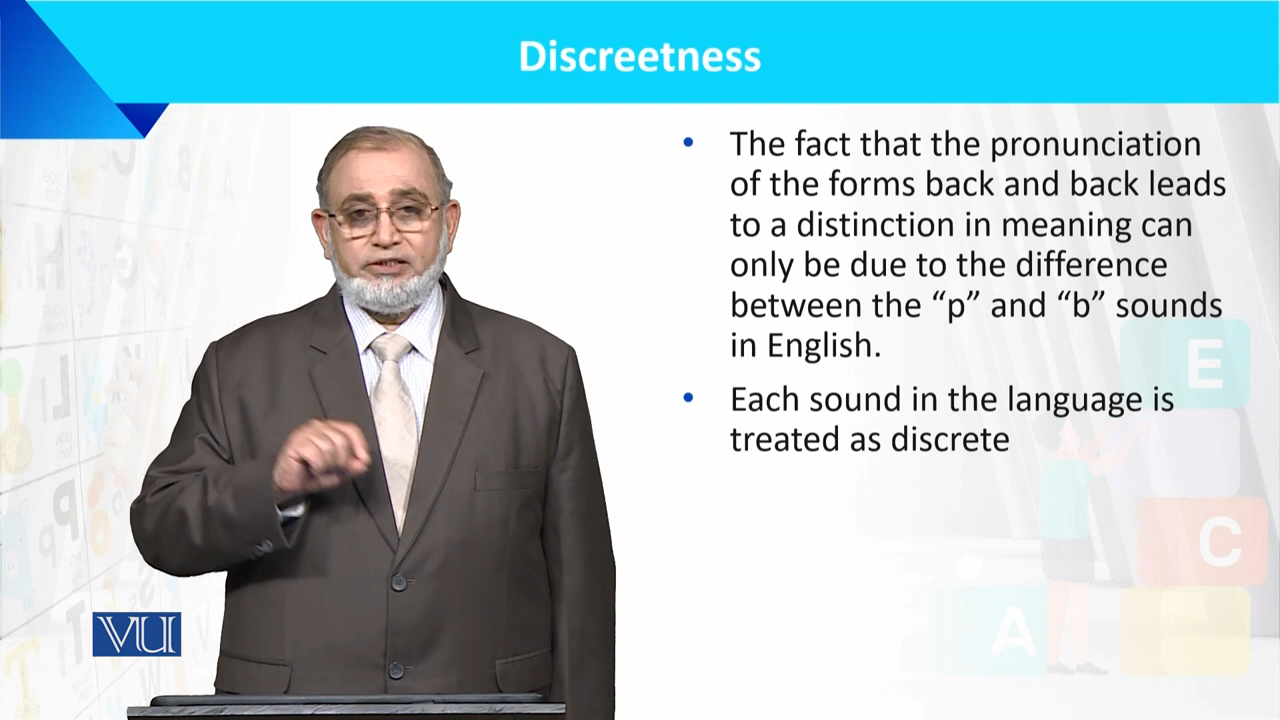 Discreetness
The fact that the pronunciation
of the forms back and back leads
to a distinction in meaning can
only be due to the difference
between the “p” and “b” sounds
in English.
Each sound in the language is
treated as discrete
VU
E
C
A